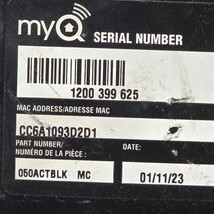 myQ SERIAL NUMBER
1200 399 625
MAC ADDRESS/ADRESSE MAC
CC6A1093D2D1
PART NUMBER/
NUMÉRO DE LA PIÈCE:
DATE:
050ACTBLK MC
01/11/23